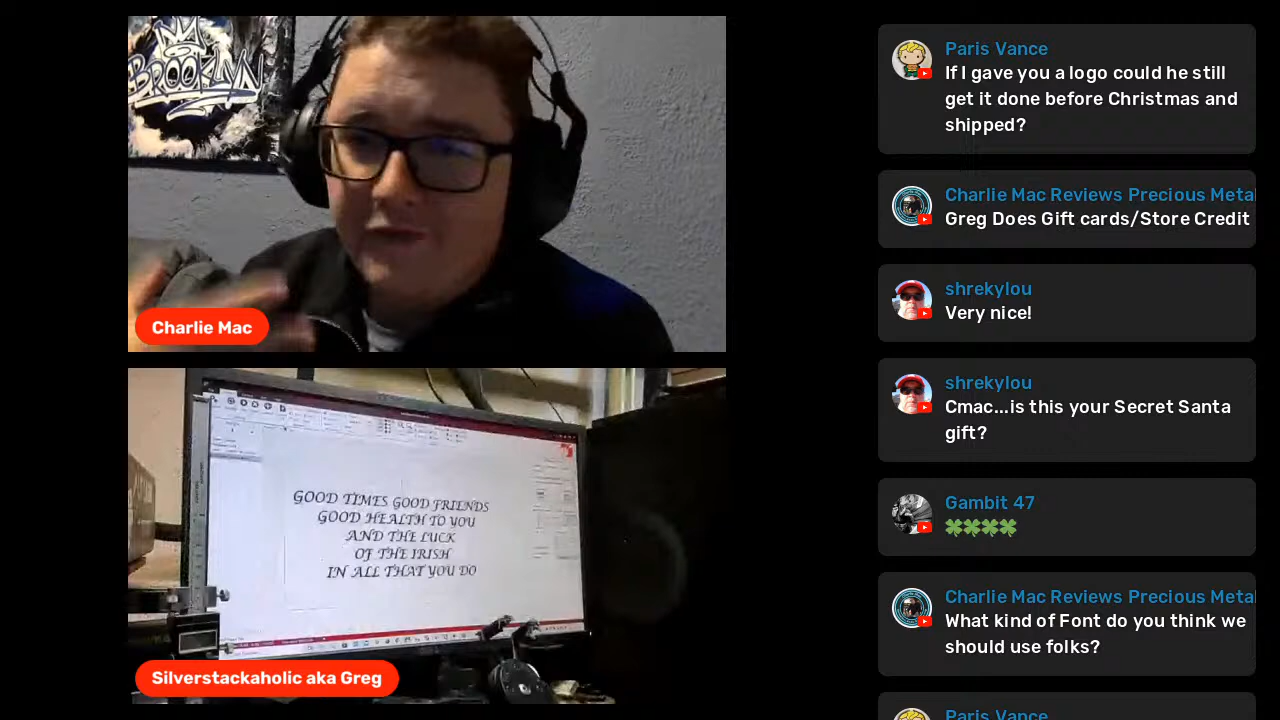 BROOKLYN
Charlie Mac
GOOD TIMES GOOD FRIENDS
GOOD HEALTH TO YOU
AND THE LUCK
OF THE IRISH
IN ALL THAT YOU DO
Silverstackaholic aka Greg
Paris Vance
If I gave you a logo could he still
get it done before Christmas and
shipped?
Charlie Mac Reviews Precious Metal
Greg Does Gift cards/Store Credit
shrekylou
Very nice!
shrekylou
Cmac...is this your Secret Santa
gift?
Gambit 47
🍀🍀🍀🍀
Charlie Mac Reviews Precious Metal
What kind of Font do you think we
should use folks?
Paris Vance